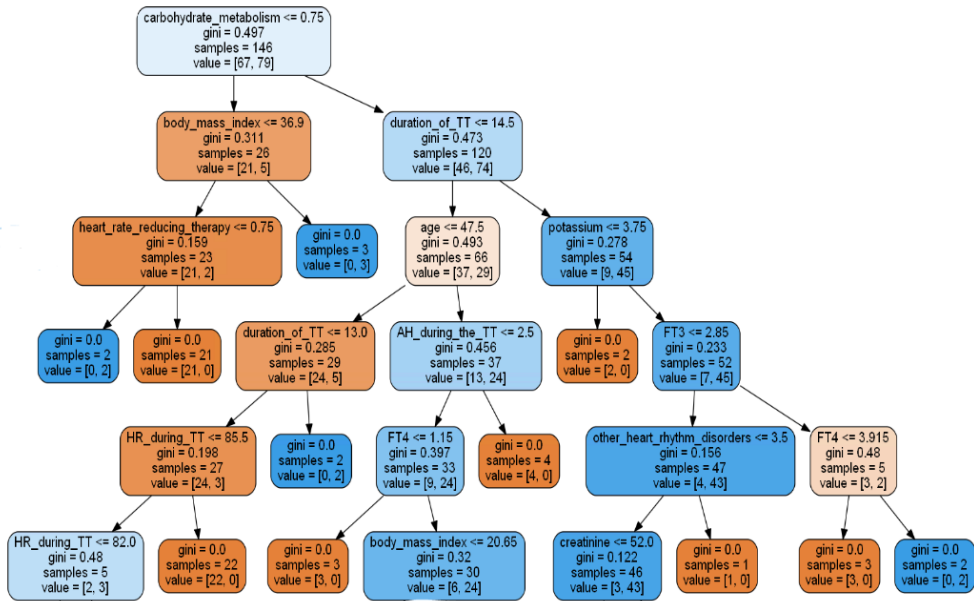 carbohydrate_metabolism <= 0.75
gini = 0.497
samples = 146
value = [67, 79]
body_mass_index <= 36.9
gini = 0.311
samples = 26
value = [21, 5]
duration_of_TT <= 14.5
gini = 0.473
samples = 120
value = [46, 74]
heart_rate_reducing_therapy <= 0.75
gini = 0.159
samples = 23
value = [21, 2]
gini = 0.0
samples = 3
value = [0, 3]
age <= 47.5
gini = 0.493
samples = 66
value = [37, 29]
potassium <= 3.75
gini = 0.278
samples = 54
value = [9, 45]
gini = 0.0
samples = 2
value = [0, 2]
gini = 0.0
samples = 21
value = [21, 0]
duration_of_TT <= 13.0
gini = 0.285
samples = 29
value = [24, 5]
AH_during_the_TT <= 2.5
gini = 0.456
samples = 37
value = [13, 24]
gini = 0.0
samples = 2
value = [2, 0]
FT3 <= 2.85
gini = 0.233
samples = 52
value = [7, 45]
HR_during_TT <= 85.5
gini = 0.198
samples = 27
value = [24, 3]
gini = 0.0
samples = 2
value = [0, 2]
FT4 <= 1.15
gini = 0.397
samples = 33
value = [9, 24]
gini = 0.0
samples = 4
value = [4, 0]
other_heart_rhythm_disorders <= 3.5
gini = 0.156
samples = 47
value = [4, 43]
FT4 <= 3.915
gini = 0.48
samples = 5
value = [3, 2]
HR_during_TT <= 82.0
gini = 0.48
samples = 5
value = [2, 3]
gini = 0.0
samples = 22
value = [22, 0]
gini = 0.0
samples = 3
value = [3, 0]
body_mass_index <= 20.65
gini = 0.32
samples = 30
value = [6, 24]
creatinine <= 52.0
gini = 0.122
samples = 46
value = [3, 43]
gini = 0.0
samples = 1
value = [1, 0]
gini = 0.0
samples = 3
value = [3, 0]
gini = 0.0
samples = 2
value = [0, 2]